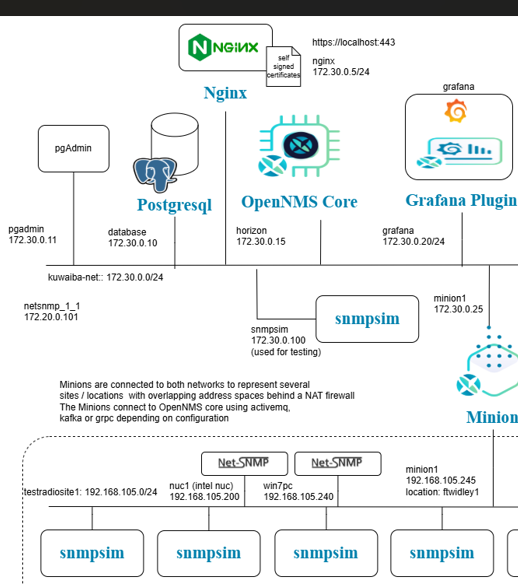 NGINX
self
signed
certificates
https://localhost:443
nginx
172.30.0.5/24
Nginx
grafana
pgAdmin
Postgresql
OpenNMS Core
Grafana Plugin
pgadmin
172.30.0.11
database
172.30.0.10
horizon
172.30.0.15
grafana
172.30.0.20/24
kuwaiba-net:: 172.30.0.0/24
netsnmp_1_1
172.20.0.101
snmpsim
172.30.0.100
(used for testing)
snmpsim
minion1
172.30.0.25
Minion
Minions are connected to both networks to represent several
sites / locations with overlapping address spaces behind a NAT firewall
The Minions connect to OpenNMS core using activemq,
kafka or grpc depending on configuration
Net-SNMP
Net-SNMP
testradiosite1: 192.168.105.0/24
nuc1 (intel nuc)
192.168.105.200
win7pc
192.168.105.240
minion1
192.168.105.245
location: ftwidley1
snmpsim
snmpsim
snmpsim
snmpsim